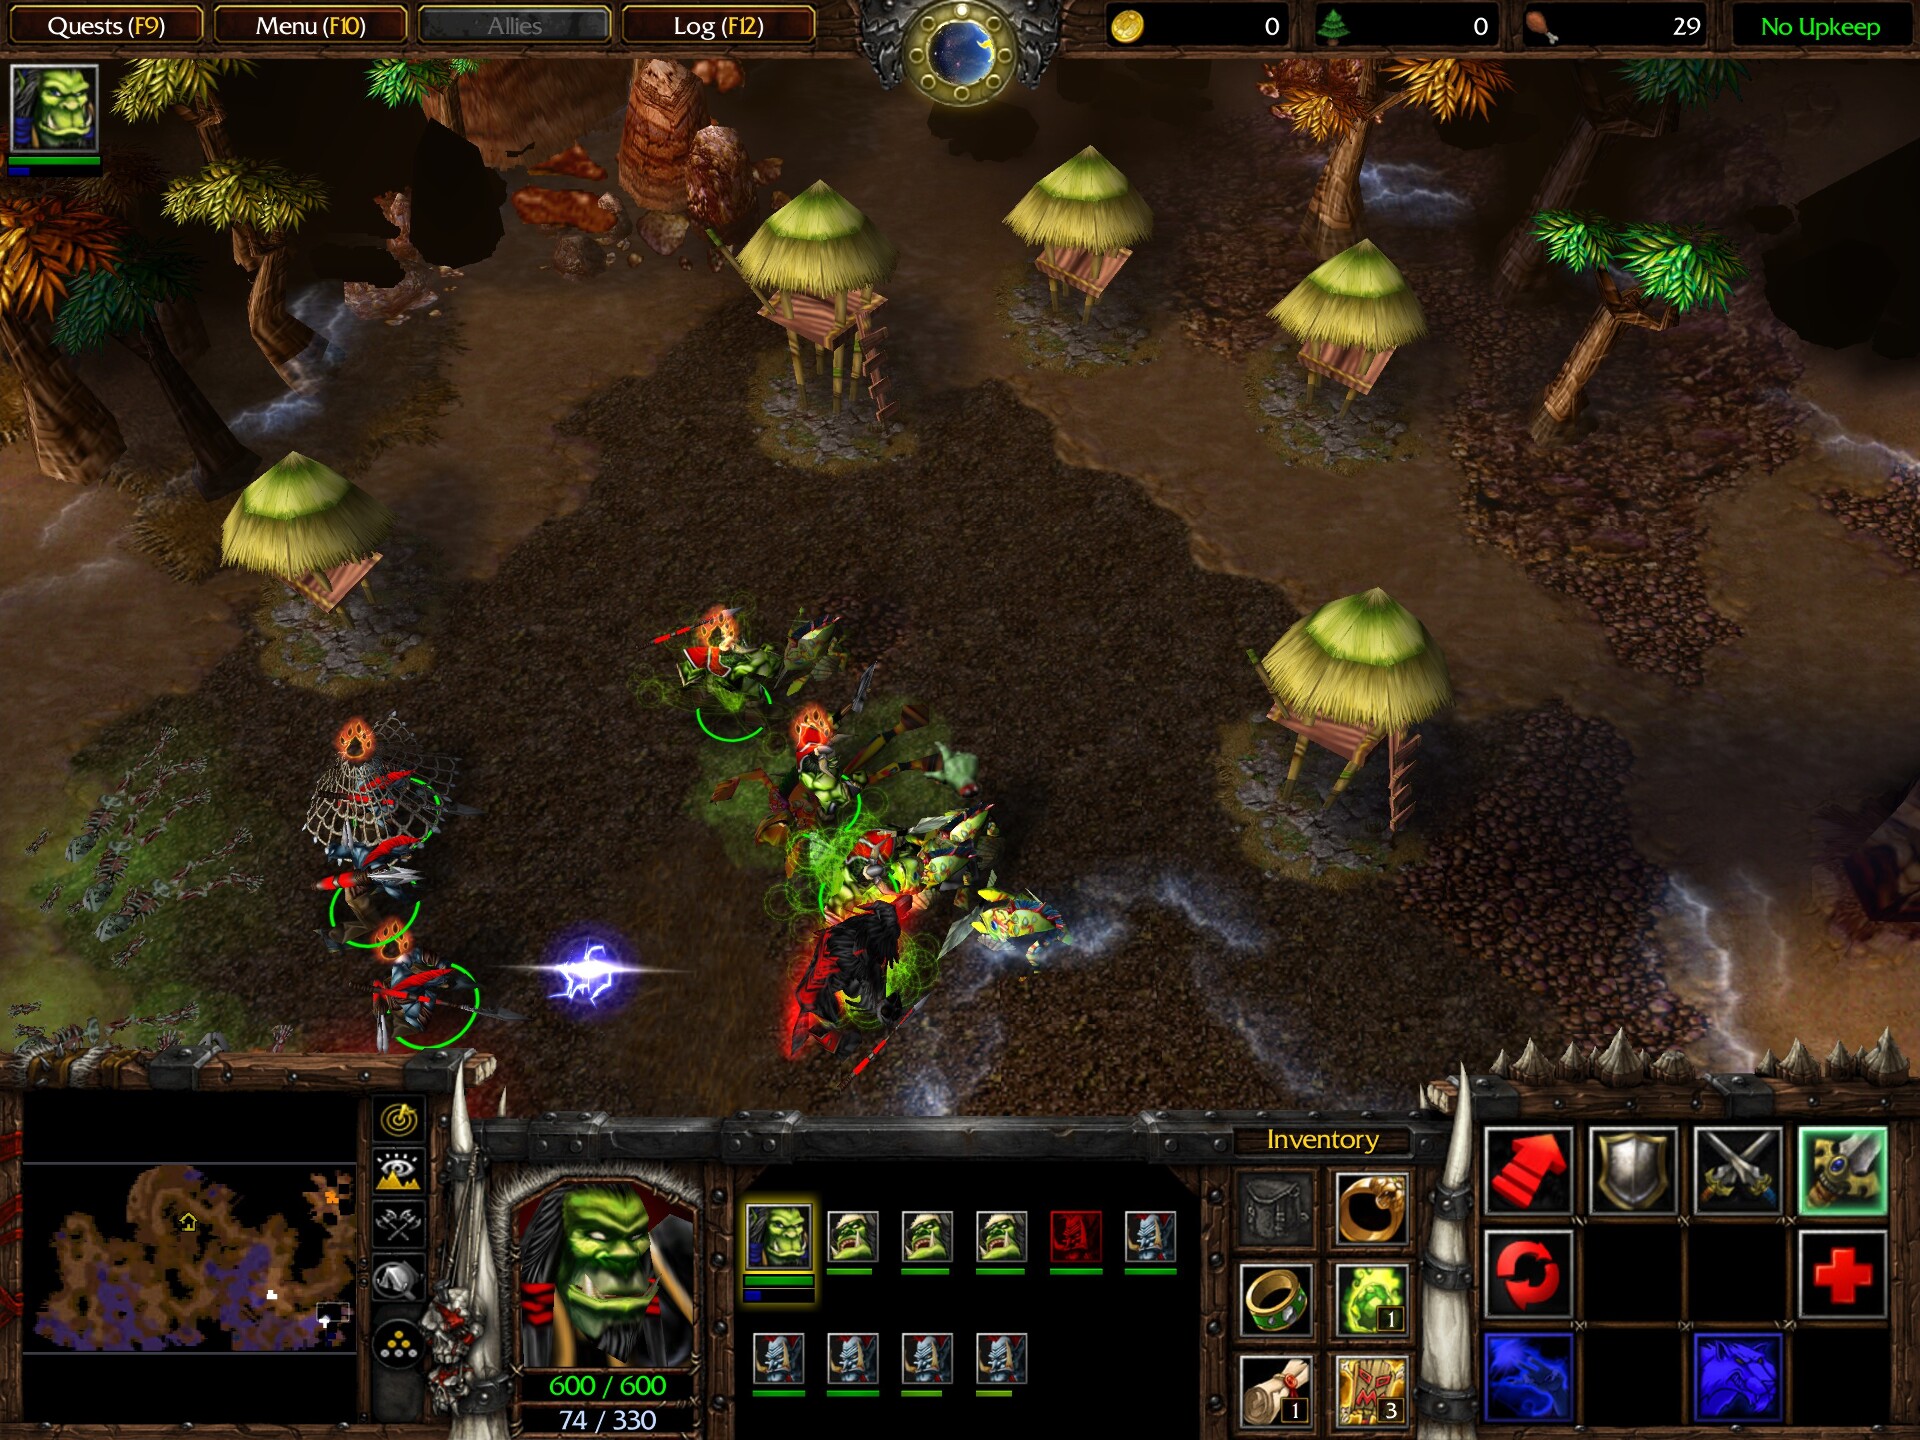 Quests (F9) Menu (F10) Allies Log (F12) 0 0 29 No Upkeep
Inventory
1
600 / 600
74 / 330
1 3